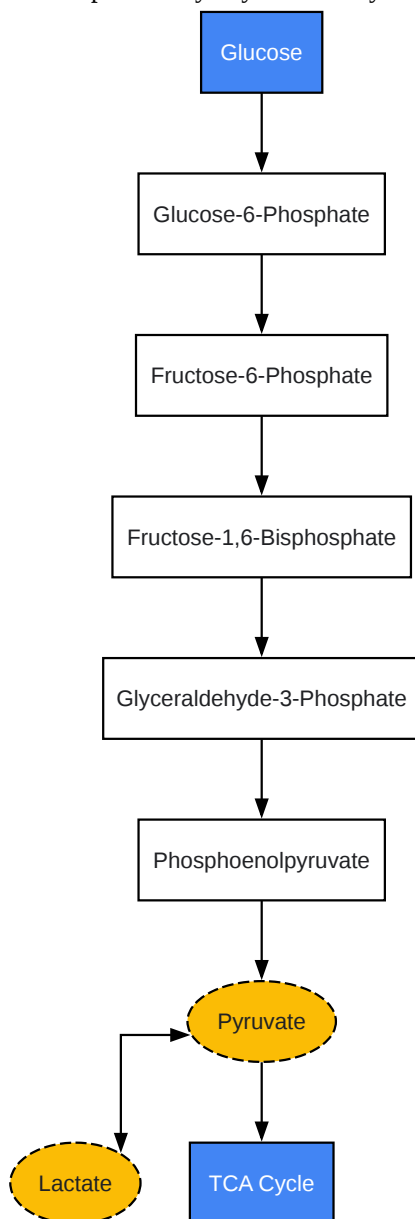 Glucose
Glucose-6-Phosphate
Fructose-6-Phosphate
Fructose-1,6-Bisphosphate
Glyceraldehyde-3-Phosphate
Phosphoenolpyruvate
Pyruvate
Lactate
TCA Cycle